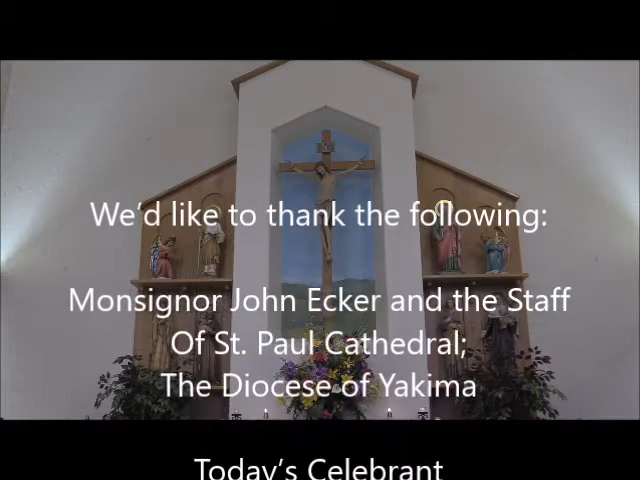 We'd like to thank the following:
Monsignor John Ecker and the Staff
Of St. Paul Cathedral;
The Diocese of Yakima
Today's Celebrant